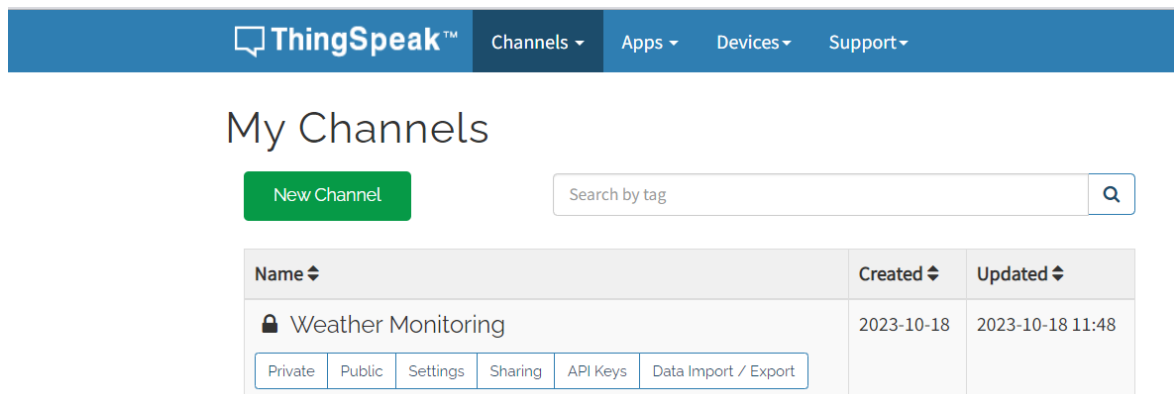 ThingSpeak™ Channels Apps Devices Support
My Channels
New Channel Search by tag
Name Created Updated
Weather Monitoring 2023-10-18 2023-10-18 11:48
Private Public Settings Sharing API Keys Data Import / Export